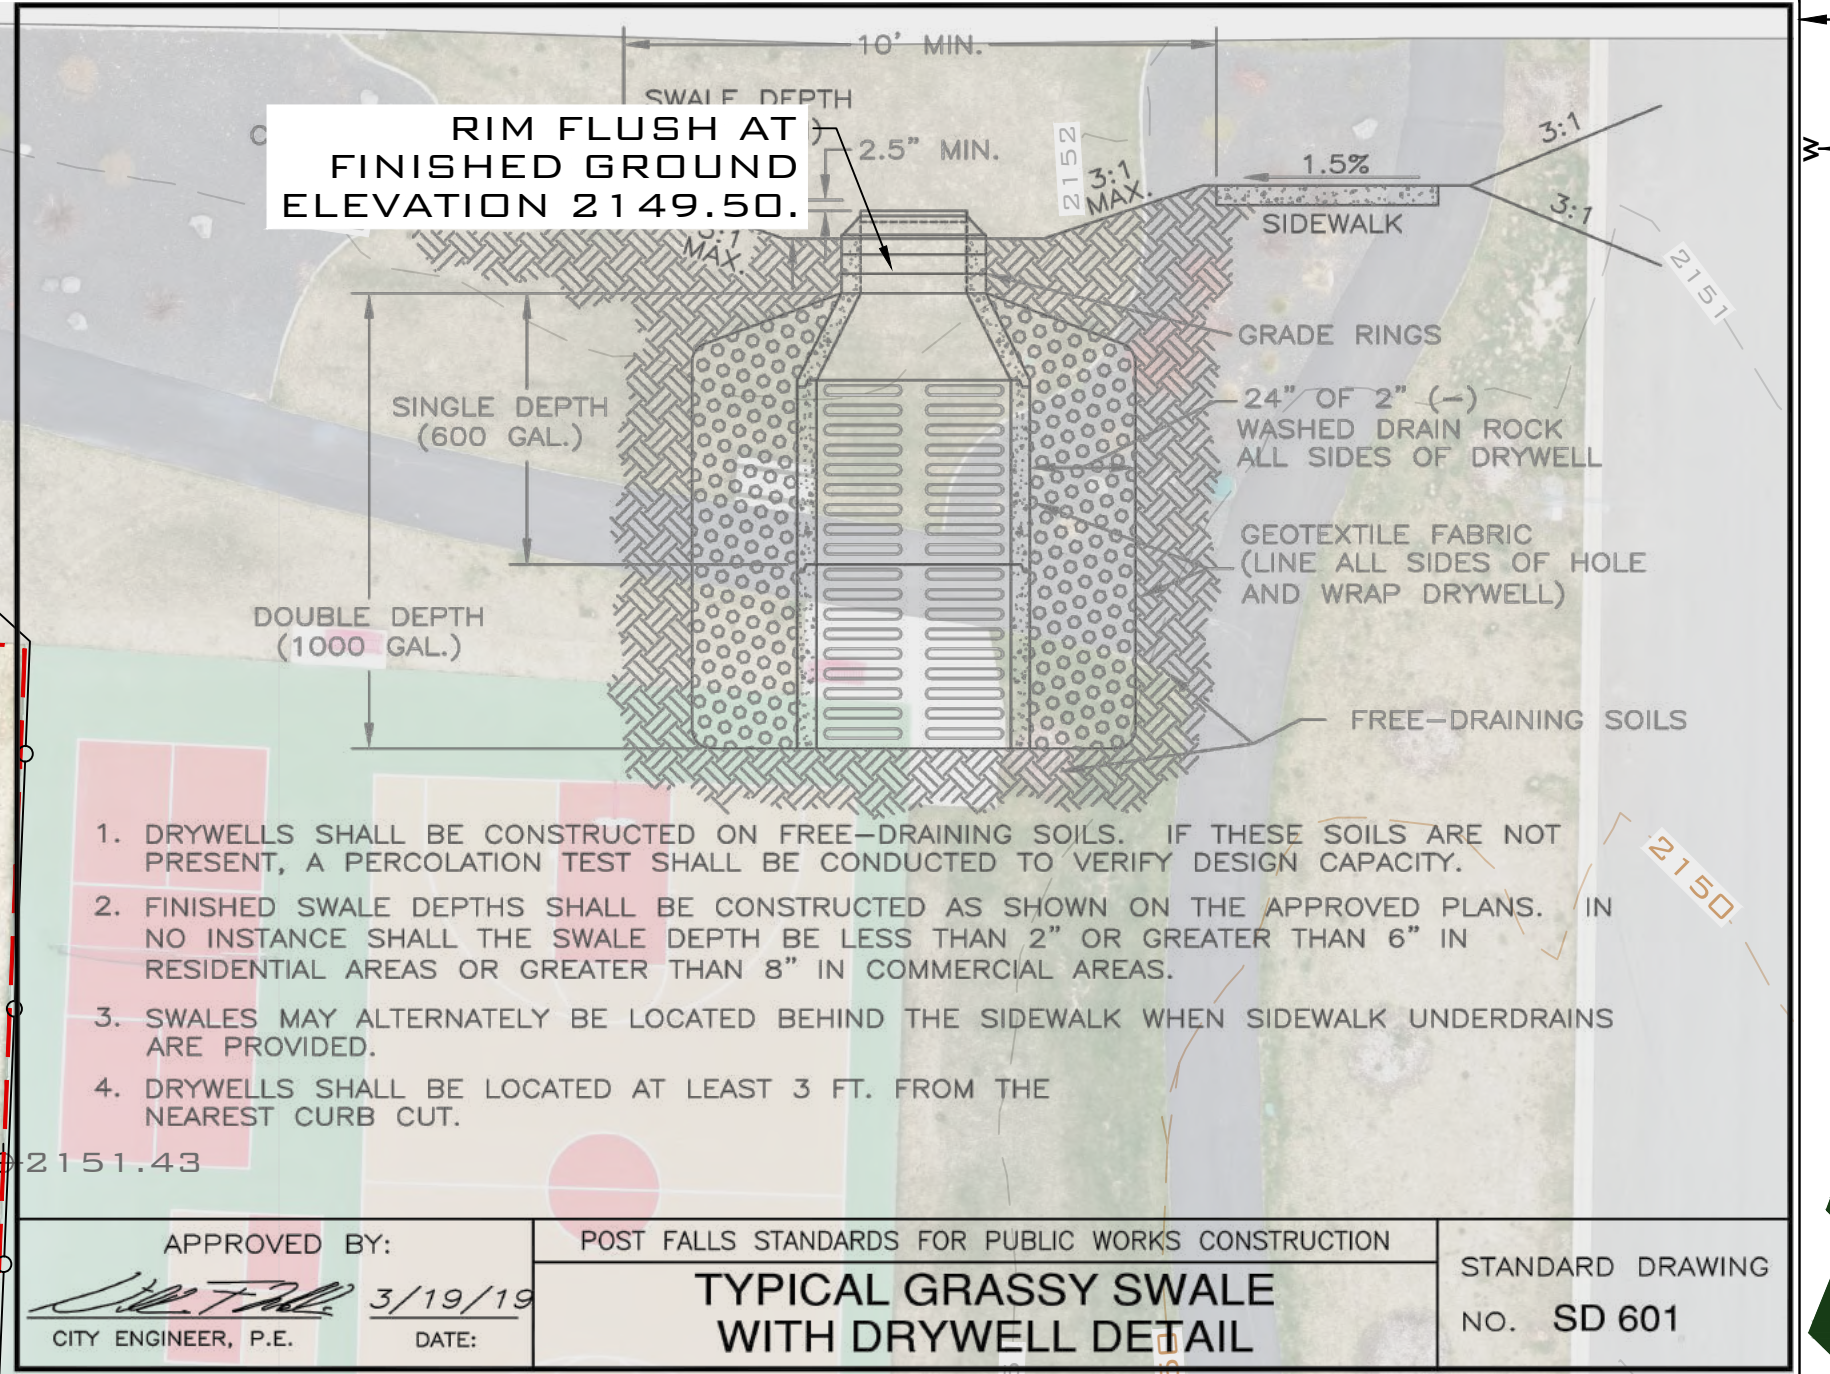 10' MIN.
SWALE DEPTH
RIM FLUSH AT
FINISHED GROUND
ELEVATION 2149.50.
2.5" MIN.
2152
3:1
MAX.
1.5%
3:1
3:1
SIDEWALK
3:1
MAX.
2151
GRADE RINGS
SINGLE DEPTH
(600 GAL.)
24" OF 2" (-)
WASHED DRAIN ROCK
ALL SIDES OF DRYWELL
GEOTEXTILE FABRIC
(LINE ALL SIDES OF HOLE
AND WRAP DRYWELL)
DOUBLE DEPTH
(1000 GAL.)
FREE-DRAINING SOILS
1. DRYWELLS SHALL BE CONSTRUCTED ON FREE-DRAINING SOILS. IF THESE SOILS ARE NOT
PRESENT, A PERCOLATION TEST SHALL BE CONDUCTED TO VERIFY DESIGN CAPACITY.
2150
2. FINISHED SWALE DEPTHS SHALL BE CONSTRUCTED AS SHOWN ON THE APPROVED PLANS. IN
NO INSTANCE SHALL THE SWALE DEPTH BE LESS THAN 2" OR GREATER THAN 6" IN
RESIDENTIAL AREAS OR GREATER THAN 8" IN COMMERCIAL AREAS.
3. SWALES MAY ALTERNATELY BE LOCATED BEHIND THE SIDEWALK WHEN SIDEWALK UNDERDRAINS
ARE PROVIDED.
4. DRYWELLS SHALL BE LOCATED AT LEAST 3 FT. FROM THE
NEAREST CURB CUT.
2151.43
APPROVED BY:
3/19/19
CITY ENGINEER, P.E.
DATE:
POST FALLS STANDARDS FOR PUBLIC WORKS CONSTRUCTION
TYPICAL GRASSY SWALE
WITH DRYWELL DETAIL
STANDARD DRAWING
NO. SD 601
W